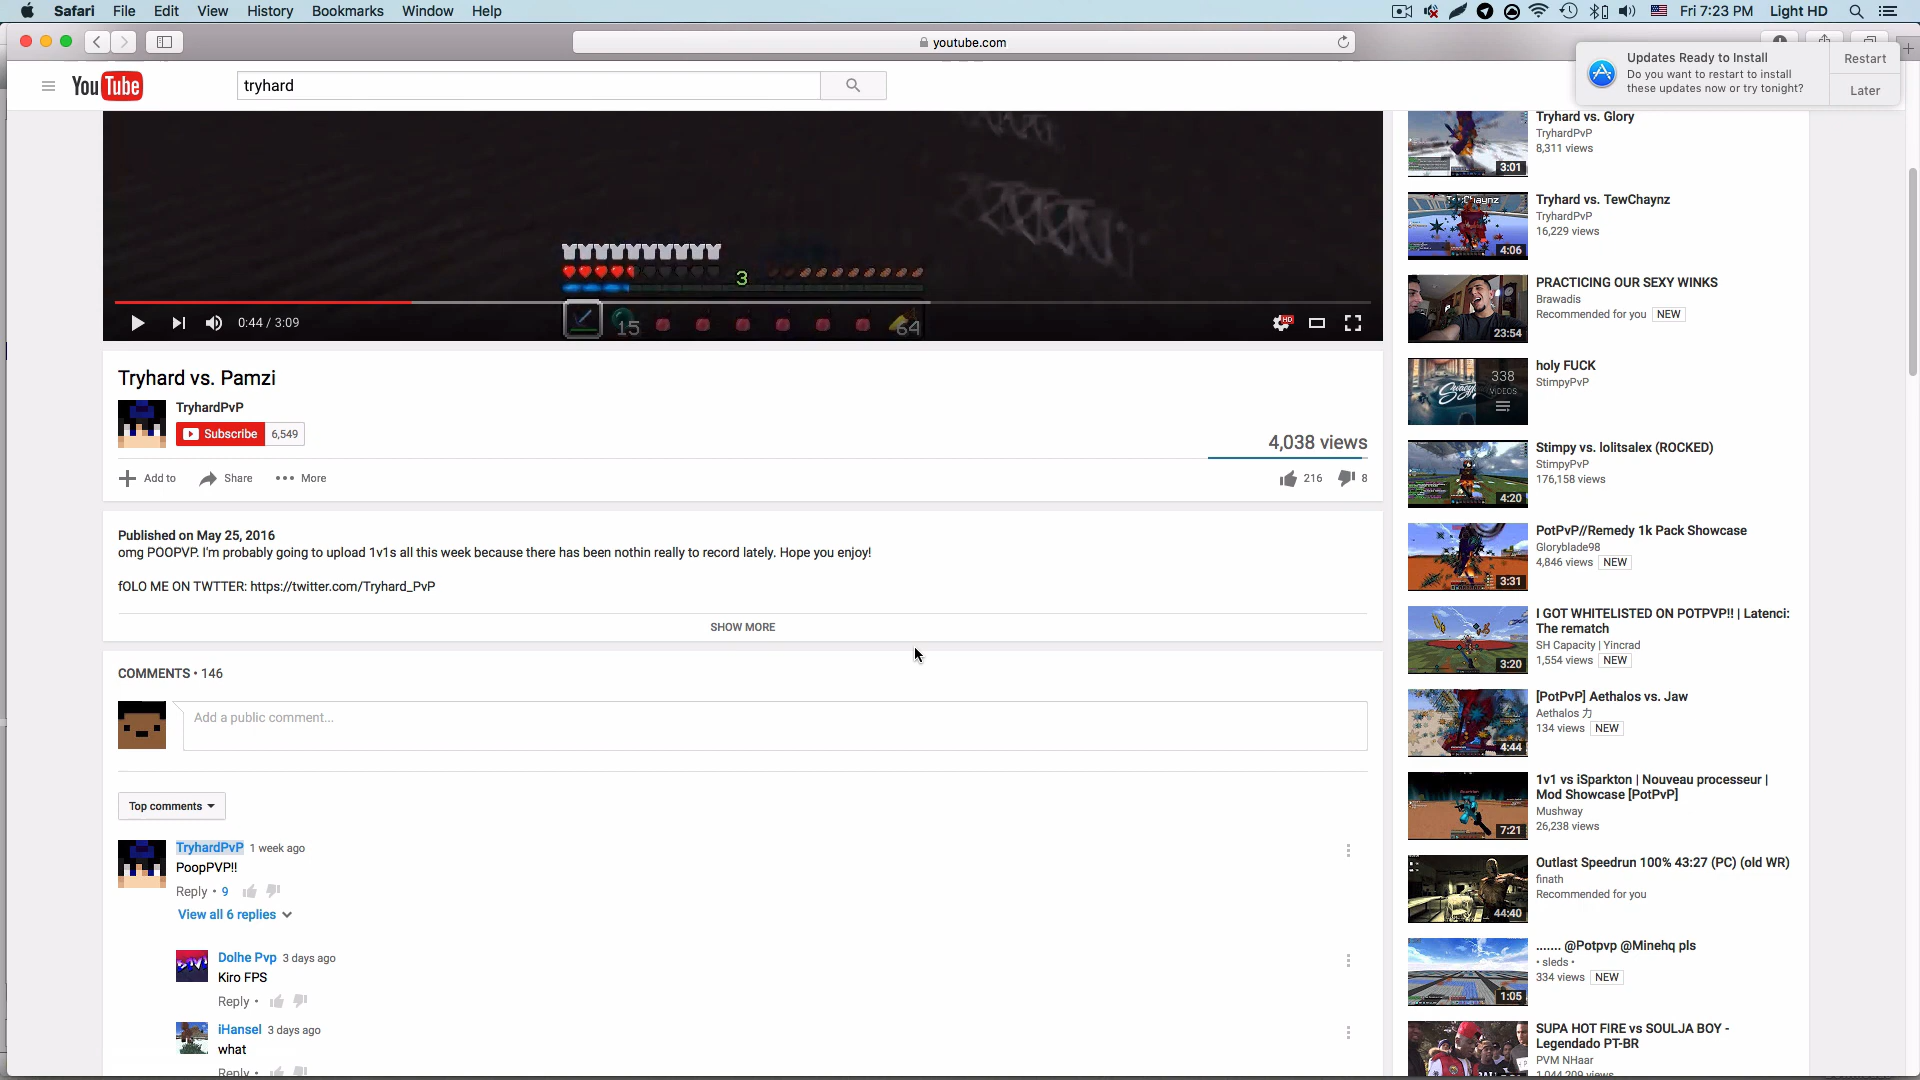 Safari File Edit View History Bookmarks Window Help
Fri 7:23 PM Light HD
youtube.com
Updates Ready to Install
Do you want to restart to install
these updates now or try tonight?
Restart
Later
YouTube
tryhard
3
15
64
0:44 / 3:09
HD
Tryhard vs. Pamzi
TryhardPvP
Subscribe 6,549
4,038 views
Add to Share More
216 8
Published on May 25, 2016
omg POOPVP. I'm probably going to upload 1v1s all this week because there has been nothin really to record lately. Hope you enjoy!
fOLO ME ON TWTTER: https://twitter.com/Tryhard_PvP
SHOW MORE
COMMENTS • 146
Add a public comment...
Top comments
TryhardPvP 1 week ago
PoopPVP!!
Reply • 9
View all 6 replies
Dolhe Pvp 3 days ago
Kiro FPS
Reply •
iHansel 3 days ago
what
Reply •
Tryhard vs. Glory
TryhardPvP
8,311 views
3:01
Tryhard vs. TewChaynz
TryhardPvP
16,229 views
4:06
PRACTICING OUR SEXY WINKS
Brawadis
Recommended for you NEW
23:54
holy FUCK
StimpyPvP
338
VIDEOS
Stimpy vs. lolitsalex (ROCKED)
StimpyPvP
176,158 views
4:20
PotPvP//Remedy 1k Pack Showcase
Gloryblade98
4,846 views NEW
3:31
I GOT WHITELISTED ON POTPVP!! | Latenci:
The rematch
SH Capacity | Yincrad
1,554 views NEW
3:20
[PotPvP] Aethalos vs. Jaw
Aethalos 力
134 views NEW
4:44
1v1 vs iSparkton | Nouveau processeur |
Mod Showcase [PotPvP]
Mushway
26,238 views
7:21
Outlast Speedrun 100% 43:27 (PC) (old WR)
finath
Recommended for you
44:40
....... @Potpvp @Minehq pls
• sleds •
334 views NEW
1:05
SUPA HOT FIRE vs SOULJA BOY -
Legendado PT-BR
PVM NHaar
1,044,209 views